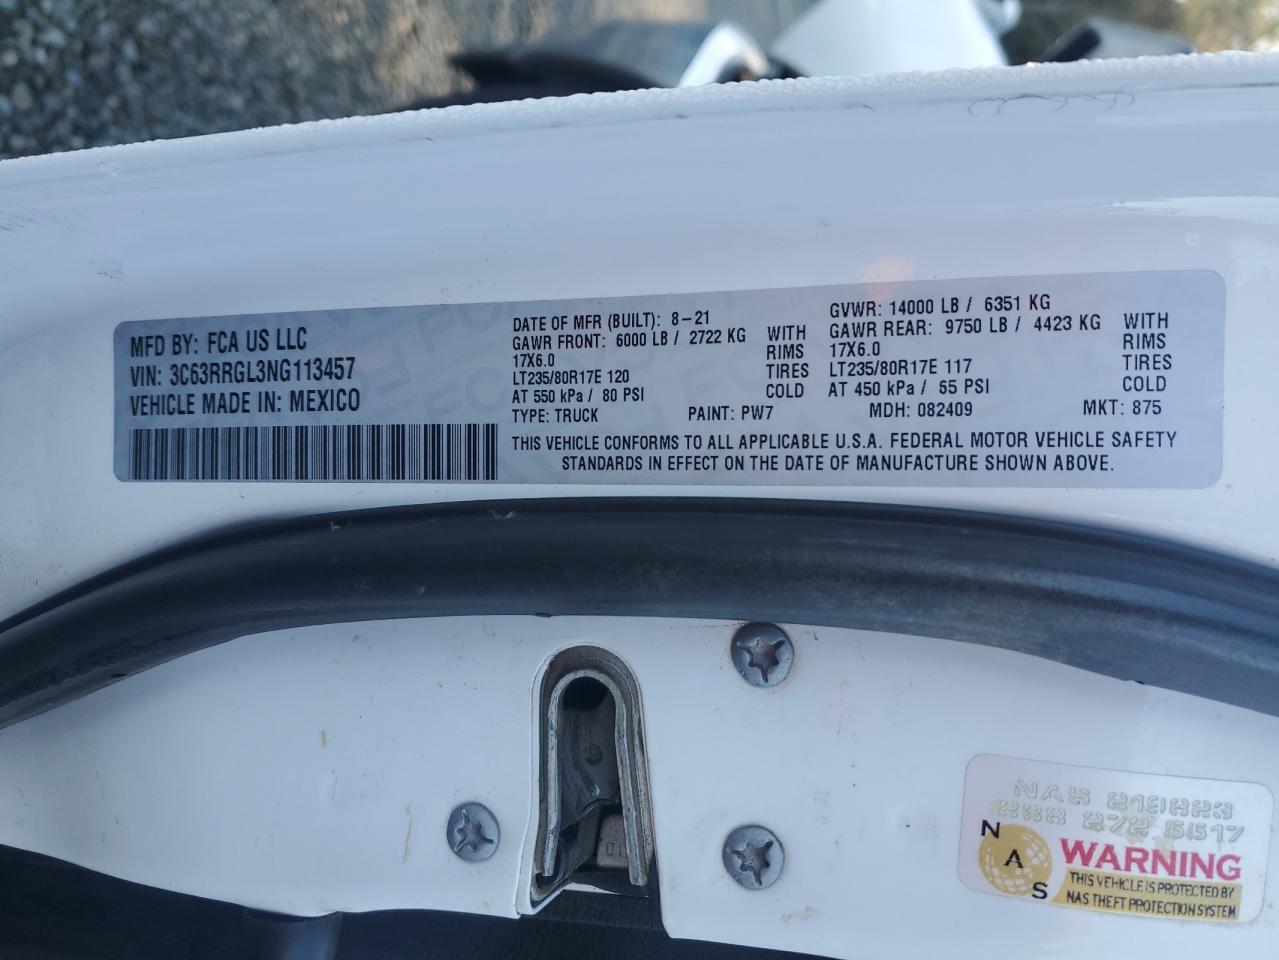 MFD BY: FCA US LLC
VIN: 3C63RRGL3NG113457
VEHICLE MADE IN: MEXICO
DATE OF MFR (BUILT): 8-21
GAWR FRONT: 6000 LB / 2722 KG WITH
17X6.0 RIMS
LT235/80R17E 120 TIRES
AT 550 kPa / 80 PSI COLD
TYPE: TRUCK PAINT: PW7
GVWR: 14000 LB / 6351 KG
GAWR REAR: 9750 LB / 4423 KG WITH
17X6.0 RIMS
LT235/80R17E 117 TIRES
AT 450 kPa / 65 PSI COLD
MDH: 082409 MKT: 875
THIS VEHICLE CONFORMS TO ALL APPLICABLE U.S.A. FEDERAL MOTOR VEHICLE SAFETY
STANDARDS IN EFFECT ON THE DATE OF MANUFACTURE SHOWN ABOVE.
NAS
888 272 5517
N A S
WARNING
THIS VEHICLE IS PROTECTED BY
NAS THEFT PROTECTION SYSTEM